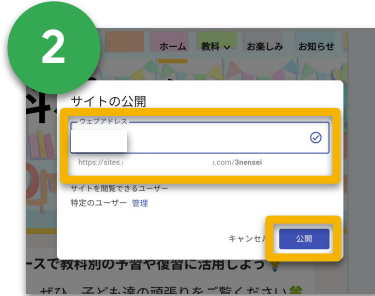 2
ホーム 教科 お楽しみ お知らせ
科
サイトの公開
ウェブアドレス
https://sites. .com/3nensei
サイトを閲覧できるユーザー
特定のユーザー 管理
キャンセル 公開
ースで教科別の予習や復習に活用しよう
ぜひ、子ども達の頑張りをご覧ください🍀